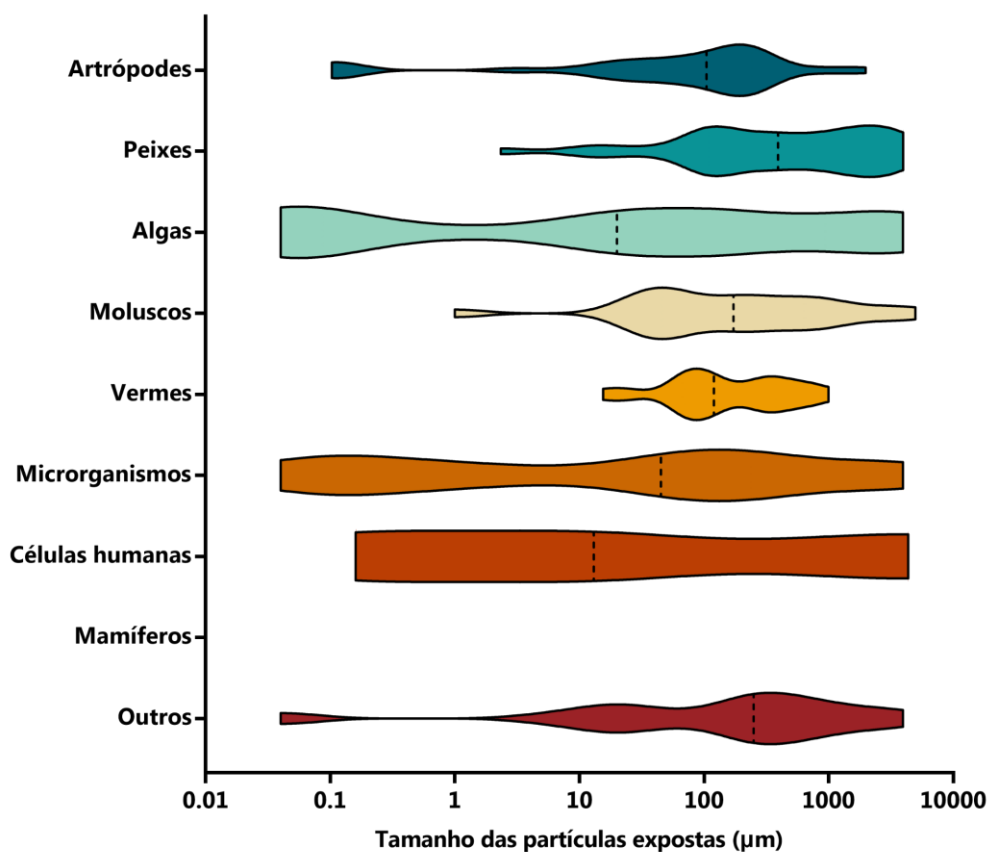 Artrópodes
Peixes
Algas
Moluscos
Vermes
Microrganismos
Células humanas
Mamíferos
Outros
0.01 0.1 1 10 100 1000 10000
Tamanho das partículas expostas (µm)